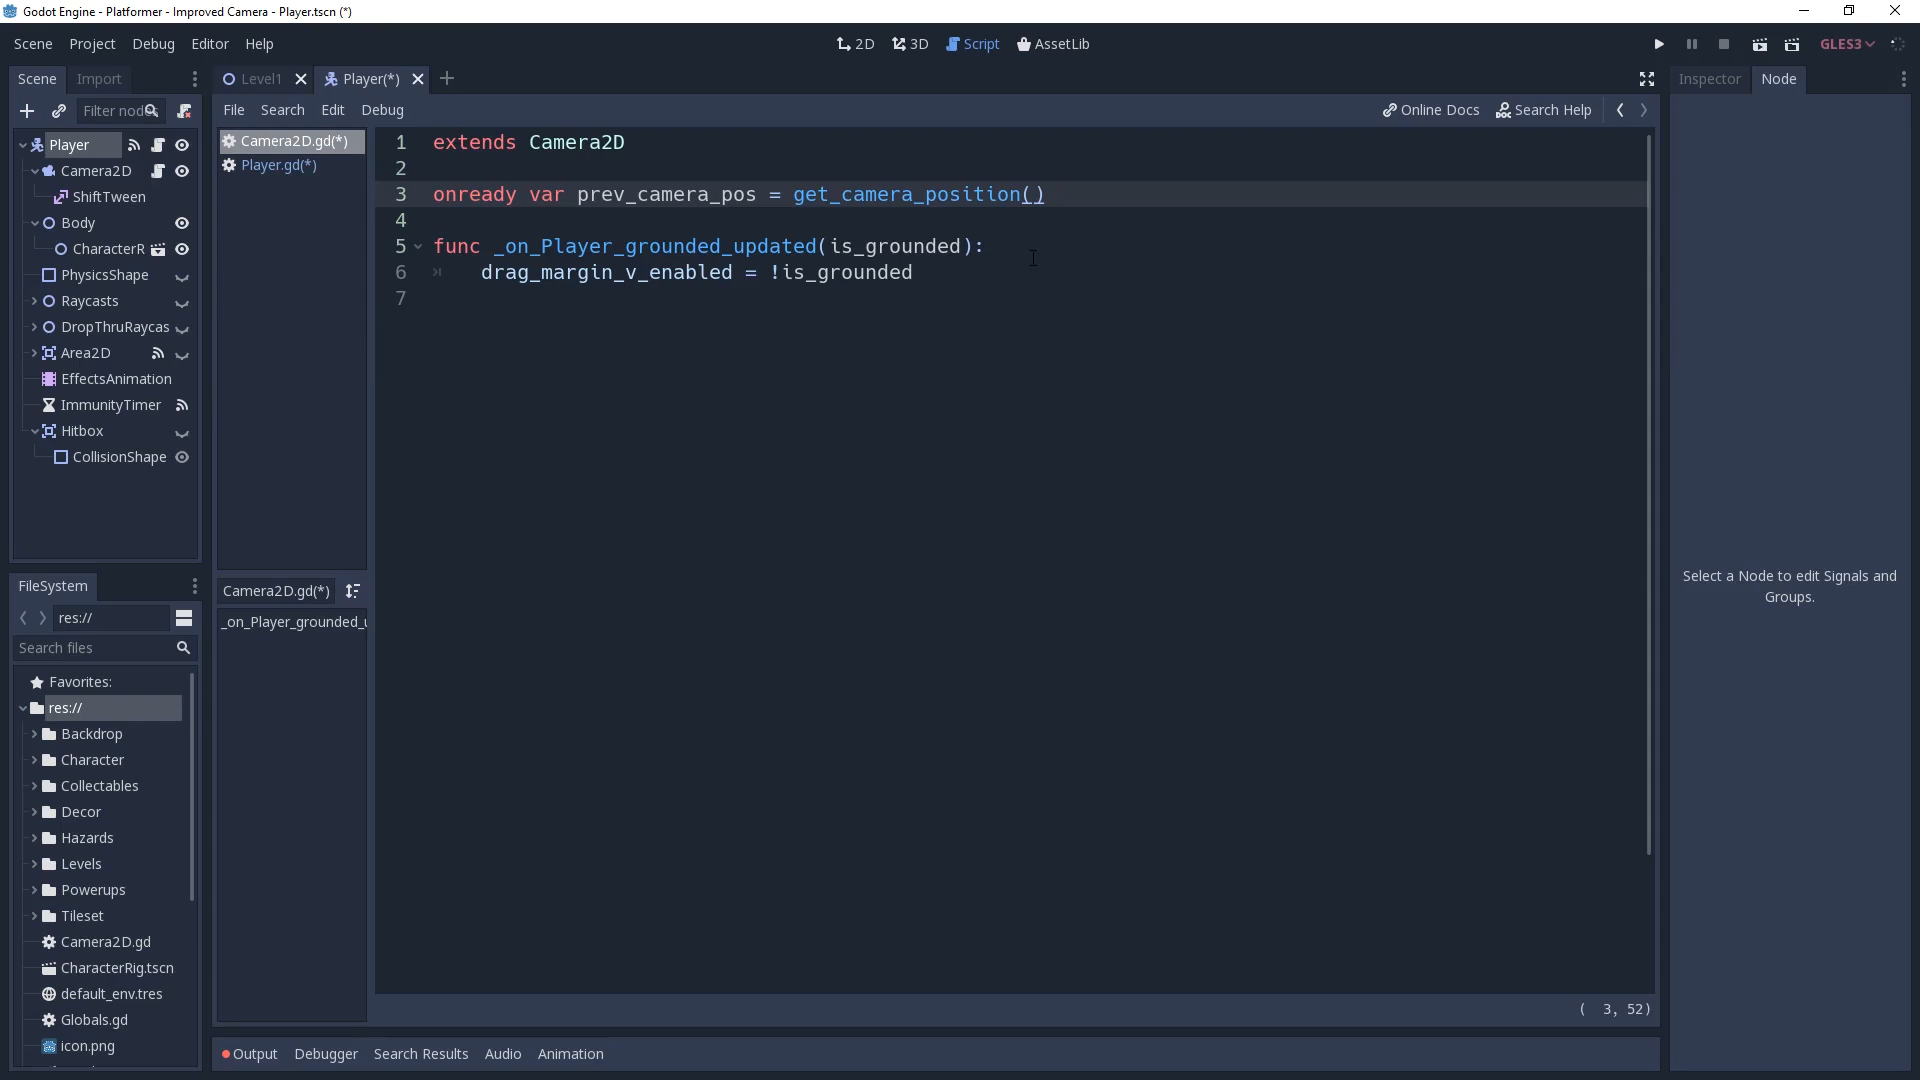 Godot Engine - Platformer - Improved Camera - Player.tscn (*)
Scene Project Debug Editor Help
2D 3D Script AssetLib
GLES3
Scene Import
Level1 Player(*)
Inspector Node
Filter nodes
File Search Edit Debug
Online Docs Search Help
Player
Camera2D
ShiftTween
Body
CharacterR
PhysicsShape
Raycasts
DropThruRaycas
Area2D
EffectsAnimation
ImmunityTimer
Hitbox
CollisionShape
Camera2D.gd(*)
Player.gd(*)
1 extends Camera2D
2
3 onready var prev_camera_pos = get_camera_position()
4
5 func _on_Player_grounded_updated(is_grounded):
6 drag_margin_v_enabled = !is_grounded
7
Select a Node to edit Signals and
Groups.
Camera2D.gd(*)
_on_Player_grounded_u
FileSystem
res://
Search files
Favorites:
res://
Backdrop
Character
Collectables
Decor
Hazards
Levels
Powerups
Tileset
Camera2D.gd
CharacterRig.tscn
default_env.tres
Globals.gd
icon.png
( 3, 52)
Output Debugger Search Results Audio Animation